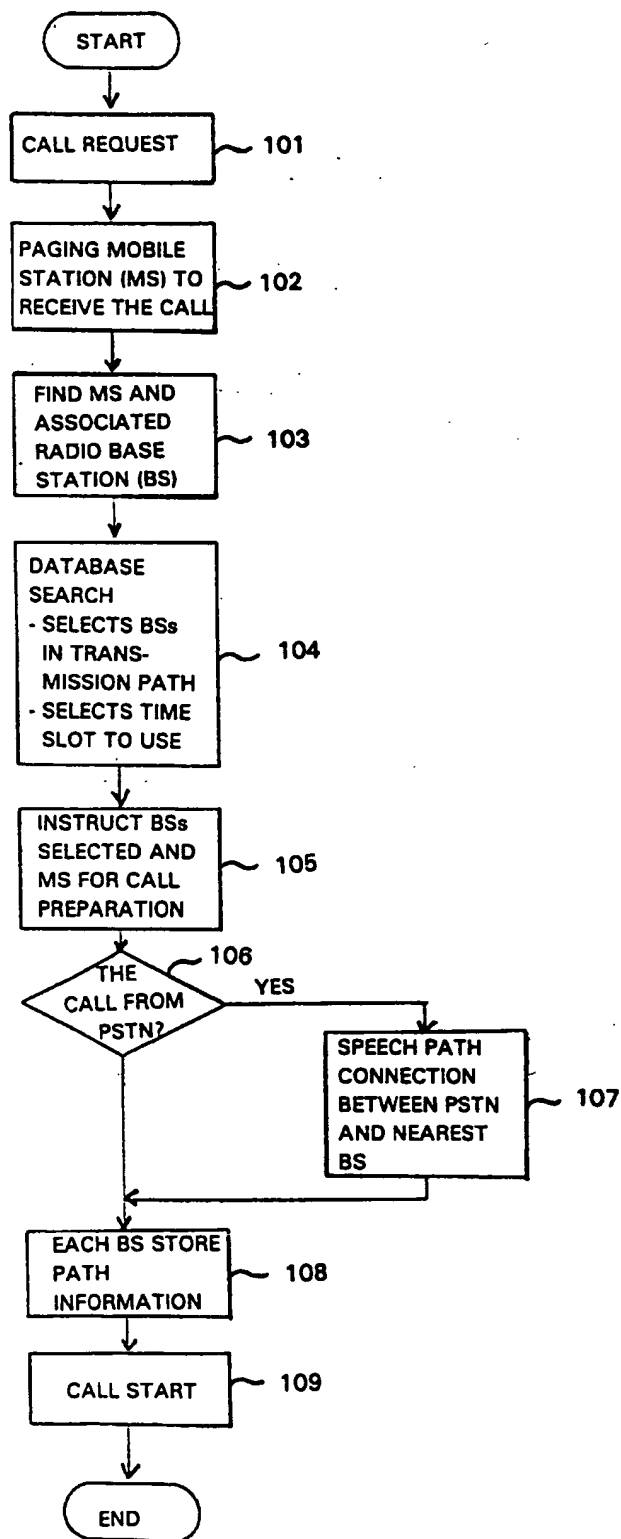 START
CALL REQUEST
101
PAGING MOBILE
STATION (MS) TO
RECEIVE THE CALL
102
FIND MS AND
ASSOCIATED
RADIO BASE
STATION (BS)
103
DATABASE
SEARCH
- SELECTS BSs
IN TRANS-
MISSION PATH
- SELECTS TIME
SLOT TO USE
104
INSTRUCT BSs
SELECTED AND
MS FOR CALL
PREPARATION
105
106
THE
CALL FROM
PSTN?
YES
SPEECH PATH
CONNECTION
BETWEEN PSTN
AND NEAREST
BS
107
EACH BS STORE
PATH
INFORMATION
108
CALL START
109
END